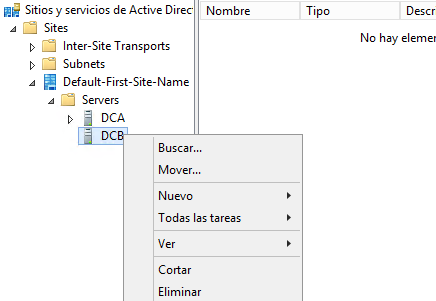 Sitios y servicios de Active Direct
Nombre
Tipo
Descr
Sites
Inter-Site Transports
Subnets
Default-First-Site-Name
Servers
DCA
DCB
No hay eleme
Buscar...
Mover...
Nuevo
Todas las tareas
Ver
Cortar
Eliminar